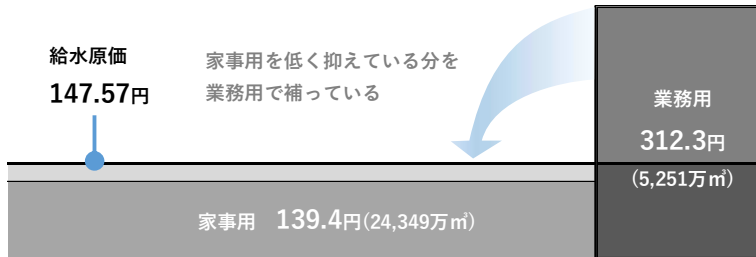 給水原価
147.57円
家事用を低く抑えている分を
業務用で補っている
業務用
312.3円
(5,251万㎥)
家事用 139.4円(24,349万㎥)